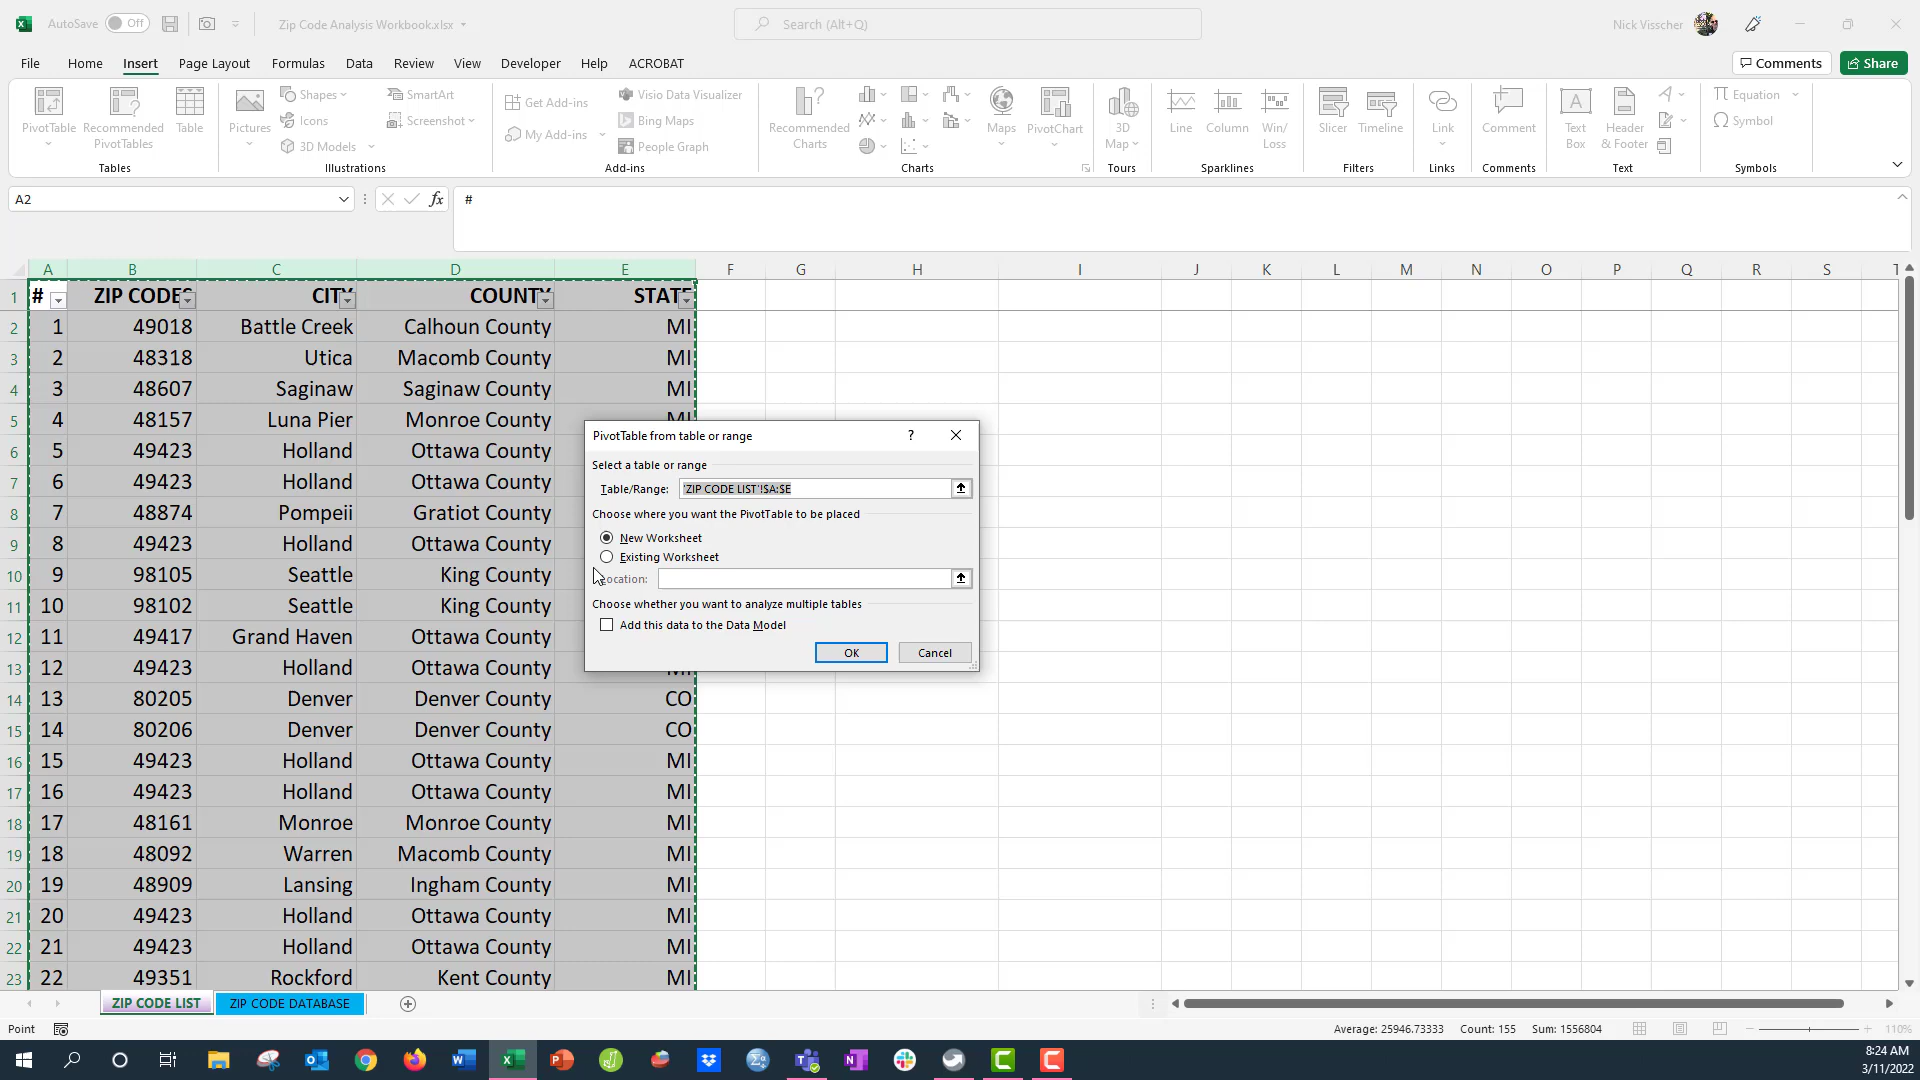 AutoSave Off Zip Code Analysis Workbook.xlsx Search (Alt+Q) Nick Visscher
File Home Insert Page Layout Formulas Data Review View Developer Help ACROBAT Comments Share
PivotTable Recommended PivotTables Table
Tables
Pictures Shapes Icons 3D Models SmartArt Screenshot
Illustrations
Get Add-ins My Add-ins Visio Data Visualizer Bing Maps People Graph
Add-ins
Recommended Charts Maps PivotChart
Charts
3D Map
Tours
Line Column Win/Loss
Sparklines
Slicer Timeline
Filters
Link
Links
Comment
Comments
Text Box Header & Footer
Text
Equation Symbol
Symbols
A2 fx #
A B C D E F G H I J K L M N O P Q R S
1 # ZIP CODES CITY COUNTY STATE
2 1 49018 Battle Creek Calhoun County MI
3 2 48318 Utica Macomb County MI
4 3 48607 Saginaw Saginaw County MI
5 4 48157 Luna Pier Monroe County MI
6 5 49423 Holland Ottawa County
7 6 49423 Holland Ottawa County
8 7 48874 Pompeii Gratiot County
9 8 49423 Holland Ottawa County
10 9 98105 Seattle King County
11 10 98102 Seattle King County
12 11 49417 Grand Haven Ottawa County
13 12 49423 Holland Ottawa County MI
14 13 80205 Denver Denver County CO
15 14 80206 Denver Denver County CO
16 15 49423 Holland Ottawa County MI
17 16 49423 Holland Ottawa County MI
18 17 48161 Monroe Monroe County MI
19 18 48092 Warren Macomb County MI
20 19 48909 Lansing Ingham County MI
21 20 49423 Holland Ottawa County MI
22 21 49423 Holland Ottawa County MI
23 22 49351 Rockford Kent County MI
PivotTable from table or range ?
Select a table or range
Table/Range: 'ZIP CODE LIST'!$A:$E
Choose where you want the PivotTable to be placed
New Worksheet
Existing Worksheet
Location:
Choose whether you want to analyze multiple tables
Add this data to the Data Model
OK Cancel
ZIP CODE LIST ZIP CODE DATABASE
Point Average: 25946.73333 Count: 155 Sum: 1556804 110%
8:24 AM
3/11/2022